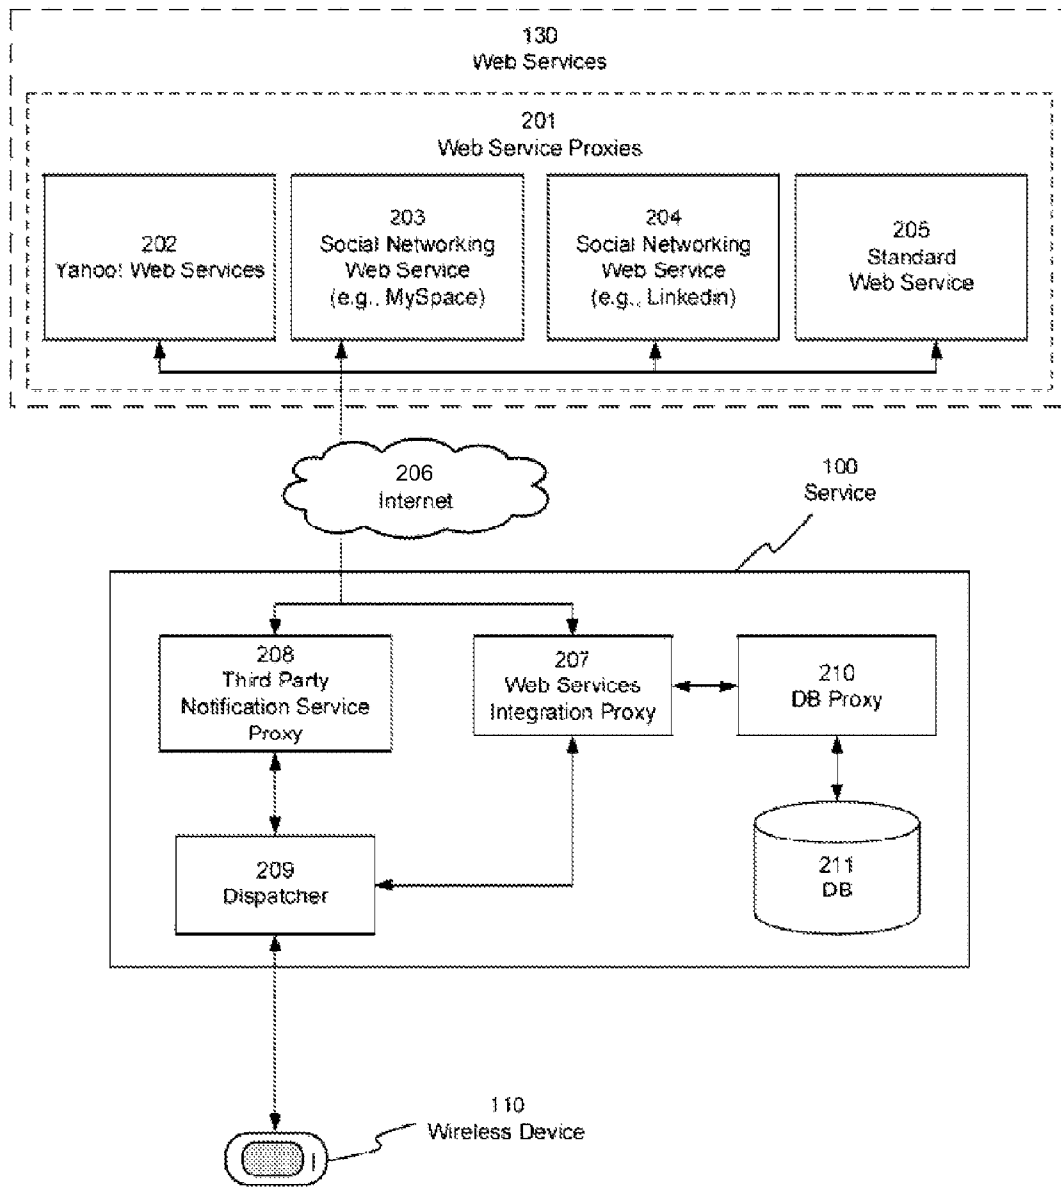 130
Web Services
201
Web Service Proxies
202
Yahoo! Web Services
203
Social Networking
Web Service
(e.g., MySpace)
204
Social Networking
Web Service
(e.g., Linkedin)
205
Standard
Web Service
206
Internet
100
Service
208
Third Party
Notification Service
Proxy
207
Web Services
Integration Proxy
210
DB Proxy
209
Dispatcher
211
DB
110
Wireless Device